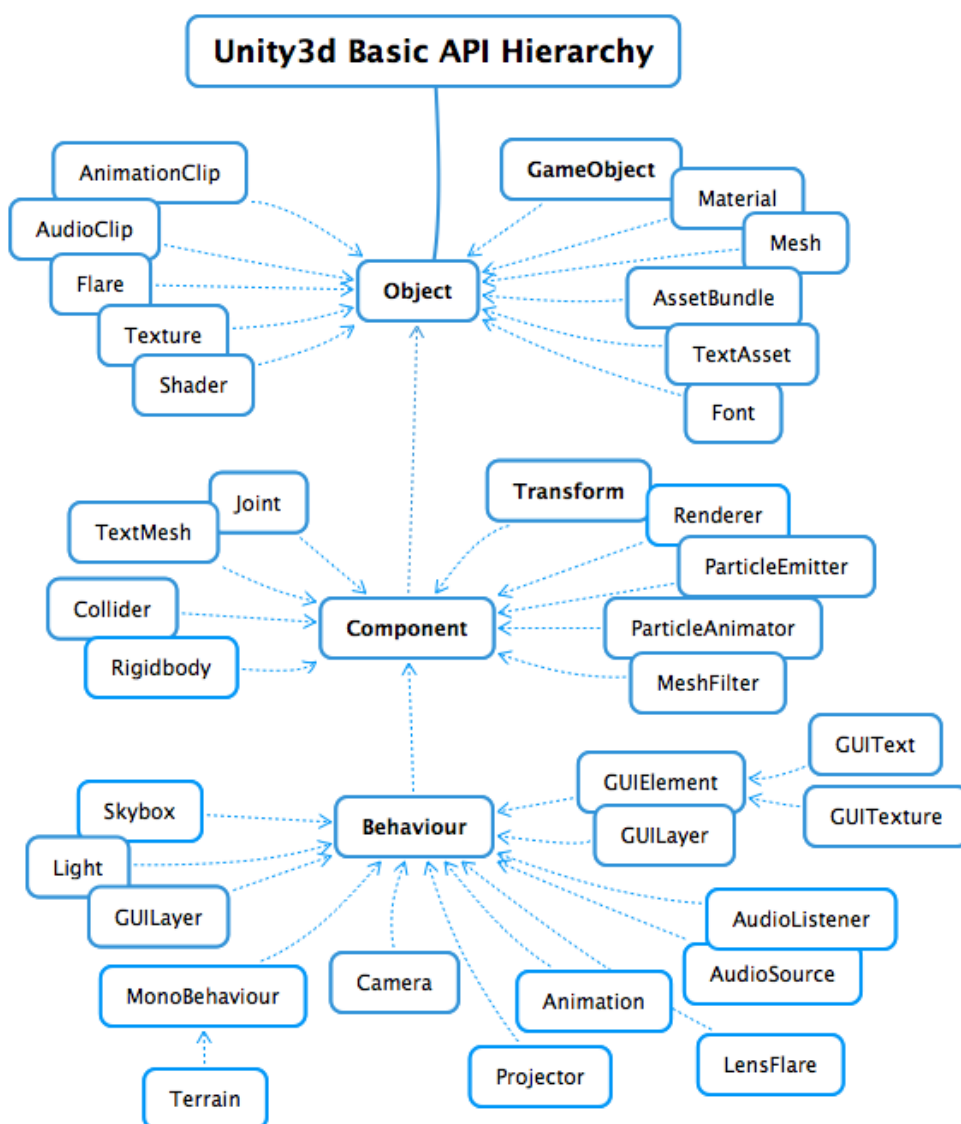 Unity3d Basic API Hierarchy
AnimationClip
GameObject
Material
AudioClip
Mesh
Flare
Object
AssetBundle
Texture
TextAsset
Shader
Font
Joint
Transform
TextMesh
Renderer
ParticleEmitter
Collider
Component
ParticleAnimator
Rigidbody
MeshFilter
GUIText
GUIElement
Skybox
Behaviour
GUITexture
GUILayer
Light
GUILayer
AudioListener
AudioSource
MonoBehaviour
Camera
Animation
LensFlare
Projector
Terrain